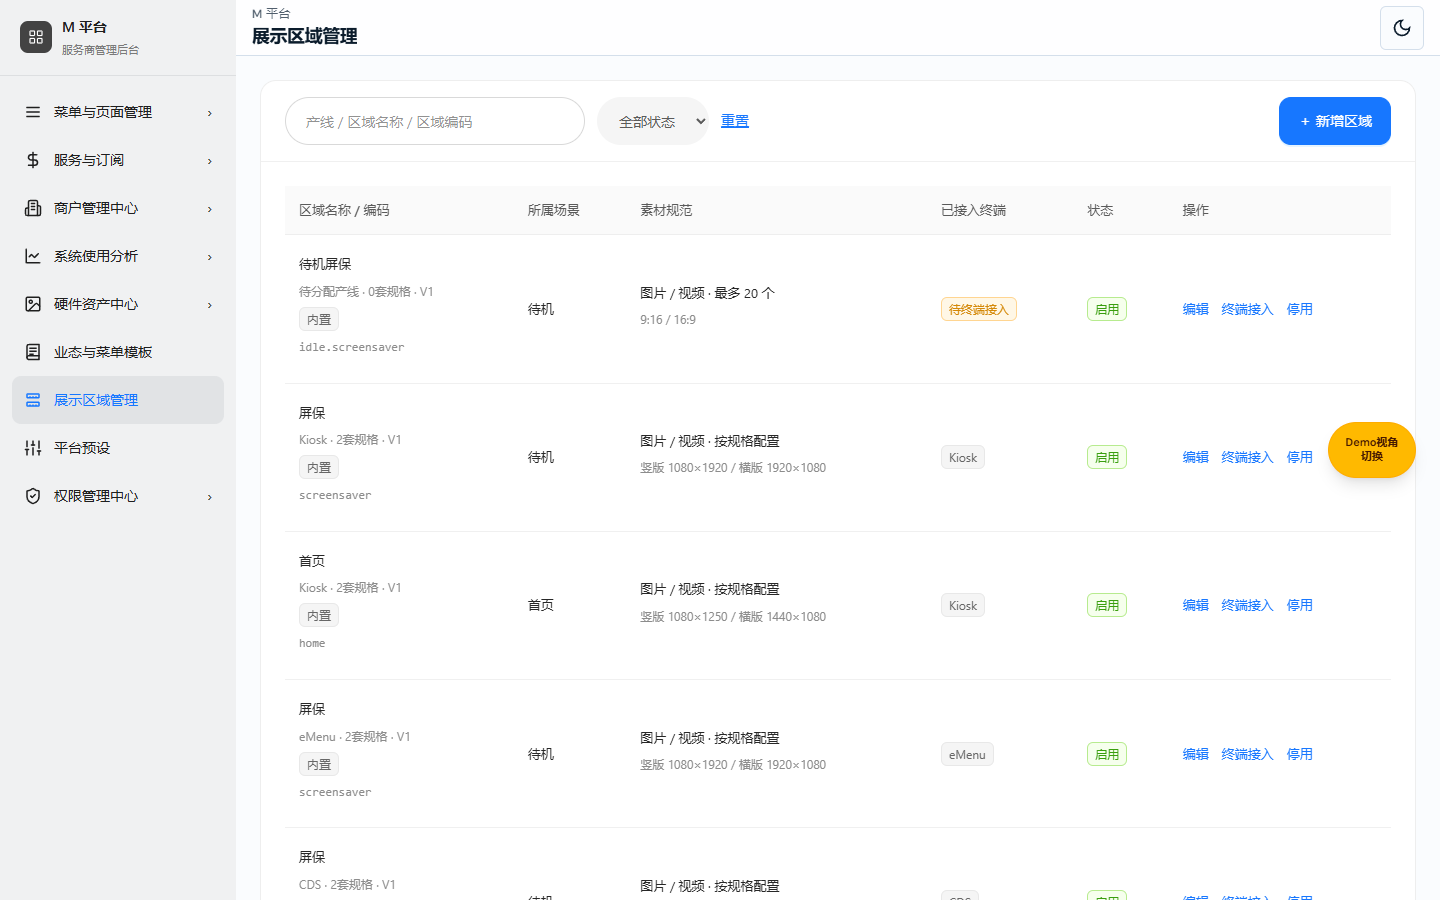 M 平台
服务商管理后台
菜单与页面管理
服务与订阅
商户管理中心
系统使用分析
硬件资产中心
业态与菜单模板
展示区域管理
平台预设
权限管理中心
M 平台
展示区域管理
产线 / 区域名称 / 区域编码
全部状态
重置
+ 新增区域
区域名称 / 编码 所属场景 素材规范 已接入终端 状态 操作
待机屏保
待分配产线 · 0套规格 · V1
内置
idle.screensaver
待机
图片 / 视频 · 最多 20 个
9:16 / 16:9
待终端接入
启用
编辑 终端接入 停用
屏保
Kiosk · 2套规格 · V1
内置
screensaver
待机
图片 / 视频 · 按规格配置
竖版 1080×1920 / 横版 1920×1080
Kiosk
启用
编辑 终端接入 停用
Demo视角
切换
首页
Kiosk · 2套规格 · V1
内置
home
首页
图片 / 视频 · 按规格配置
竖版 1080×1250 / 横版 1440×1080
Kiosk
启用
编辑 终端接入 停用
屏保
eMenu · 2套规格 · V1
内置
screensaver
待机
图片 / 视频 · 按规格配置
竖版 1080×1920 / 横版 1920×1080
eMenu
启用
编辑 终端接入 停用
屏保
CDS · 2套规格 · V1
待机
图片 / 视频 · 按规格配置
CDS
启用
编辑 终端接入 停用